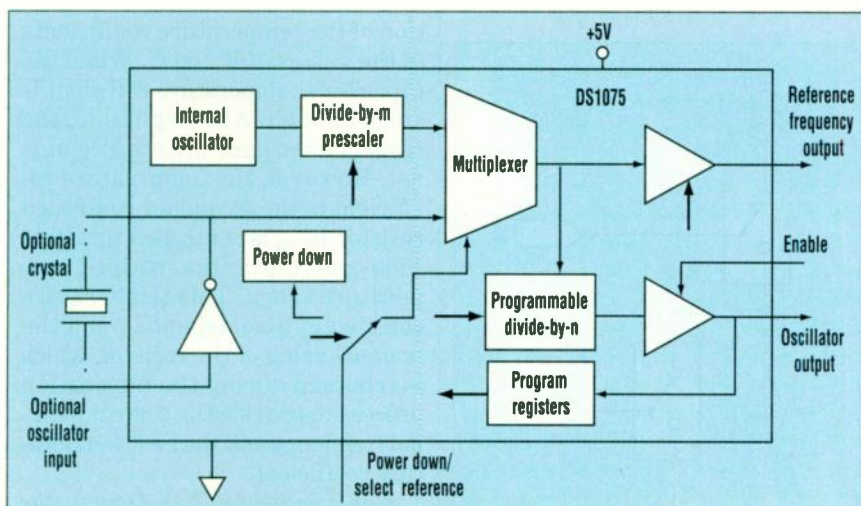 +5V
DS1075
Internal
oscillator
Divide-by-m
prescaler
Multiplexer
Reference
frequency
output
Optional
crystal
Power down
Enable
Programmable
divide-by-n
Oscillator
output
Program
registers
Optional
oscillator
input
Power down/
select reference